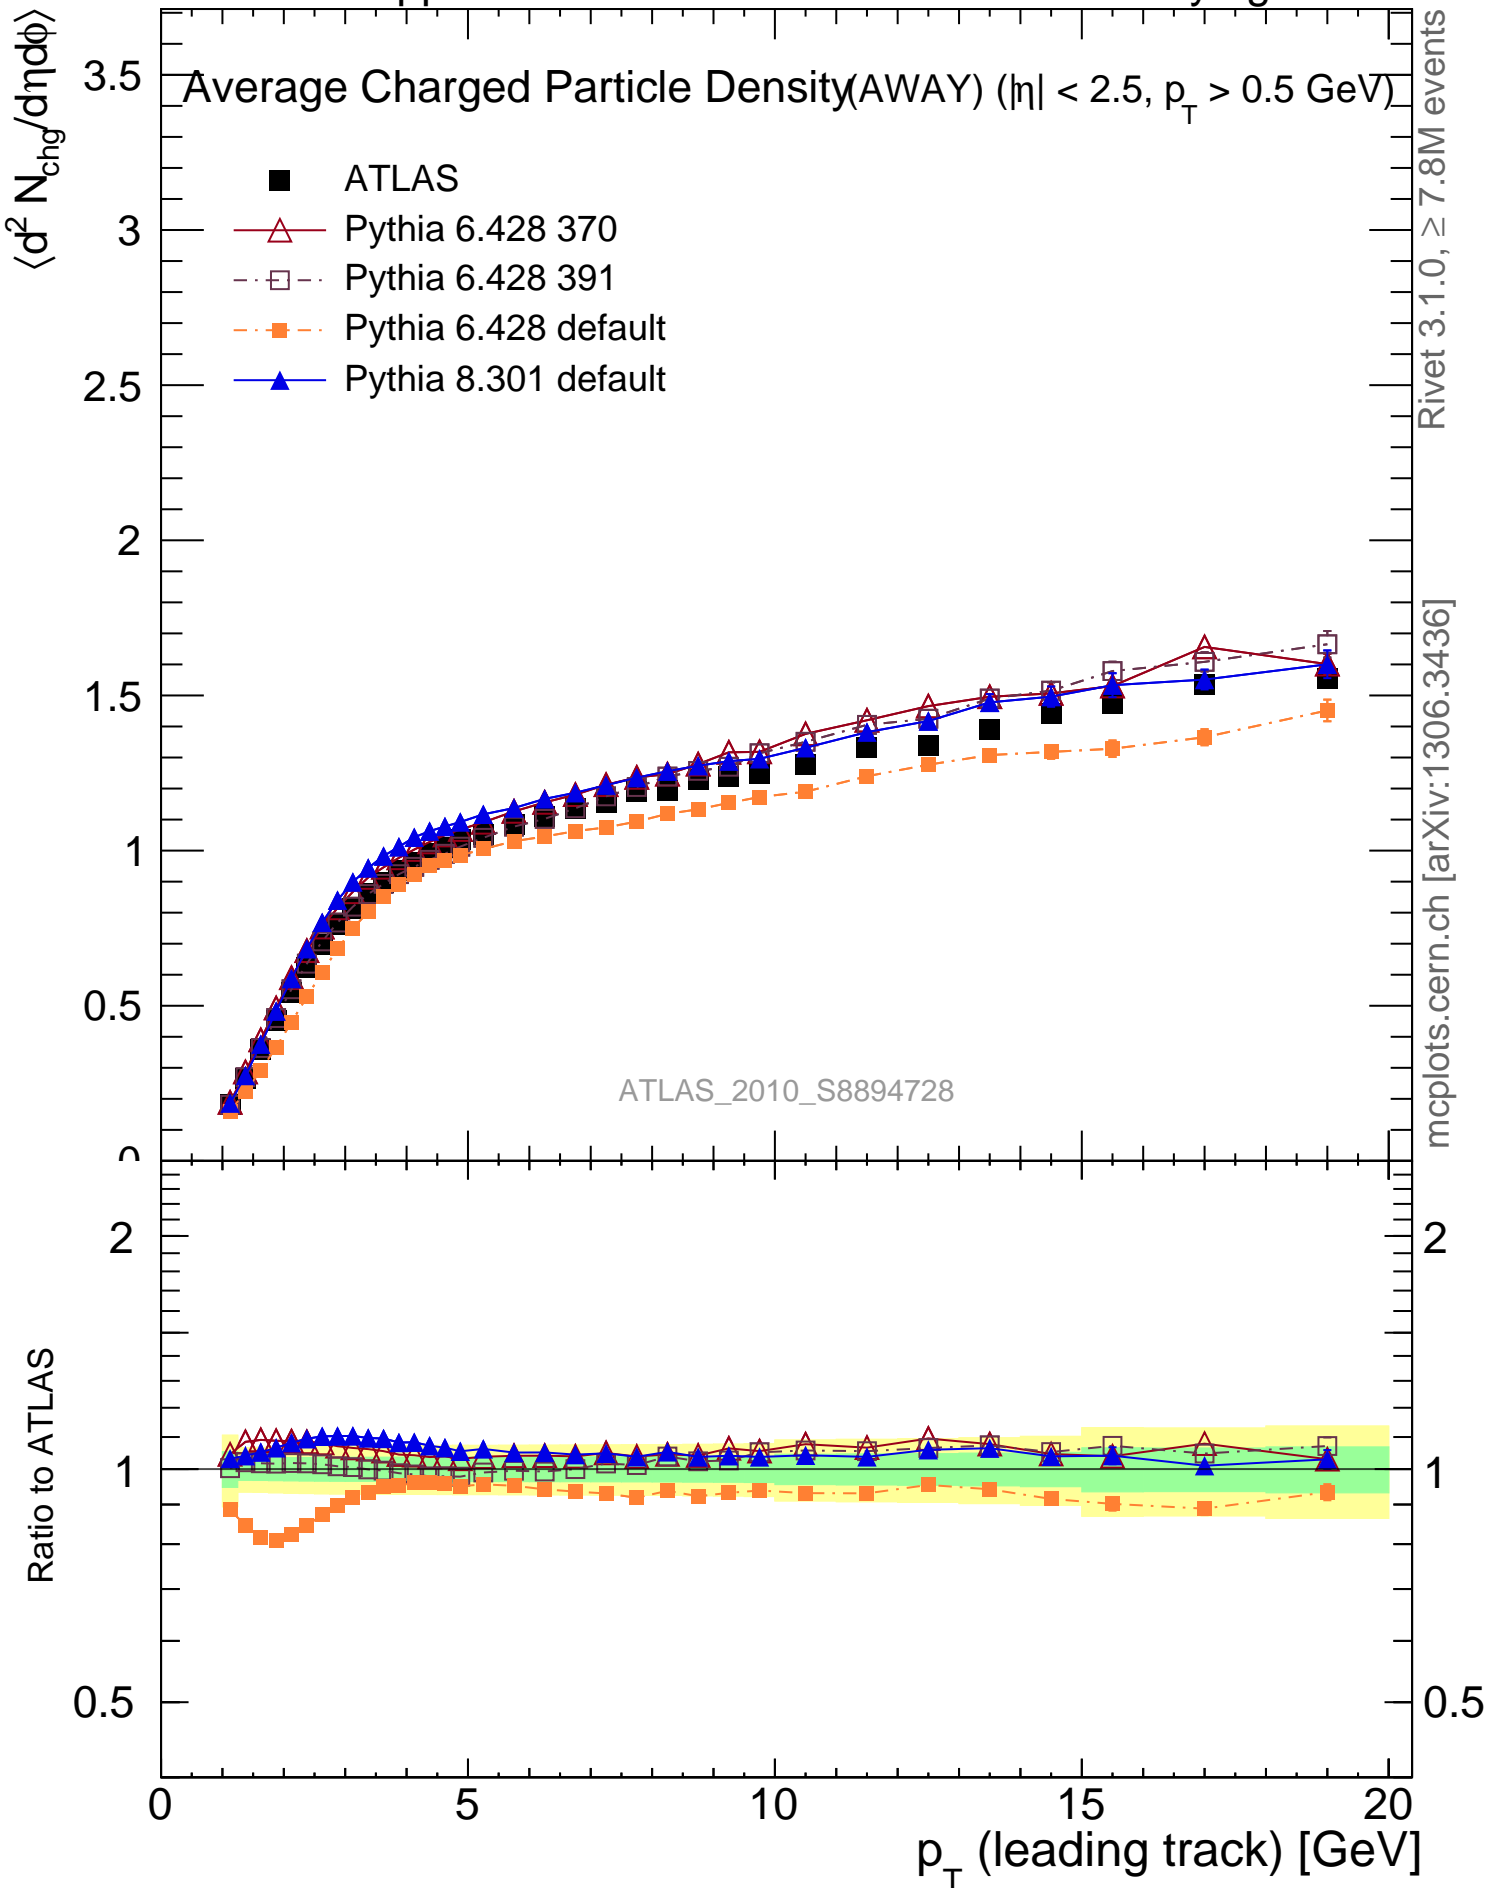 ⟨d² N_chg/dηdϕ⟩
Average Charged Particle Density (AWAY) (|η| < 2.5, p_T > 0.5 GeV)
ATLAS
Pythia 6.428 370
Pythia 6.428 391
Pythia 6.428 default
Pythia 8.301 default
3.5
3
2.5
2
1.5
1
0.5
0
ATLAS_2010_S8894728
Rivet 3.1.0, ≥ 7.8M events
mcplots.cern.ch [arXiv:1306.3436]
Ratio to ATLAS
2 2
1 1
0.5 0.5
0 5 10 15 20
p_T (leading track) [GeV]